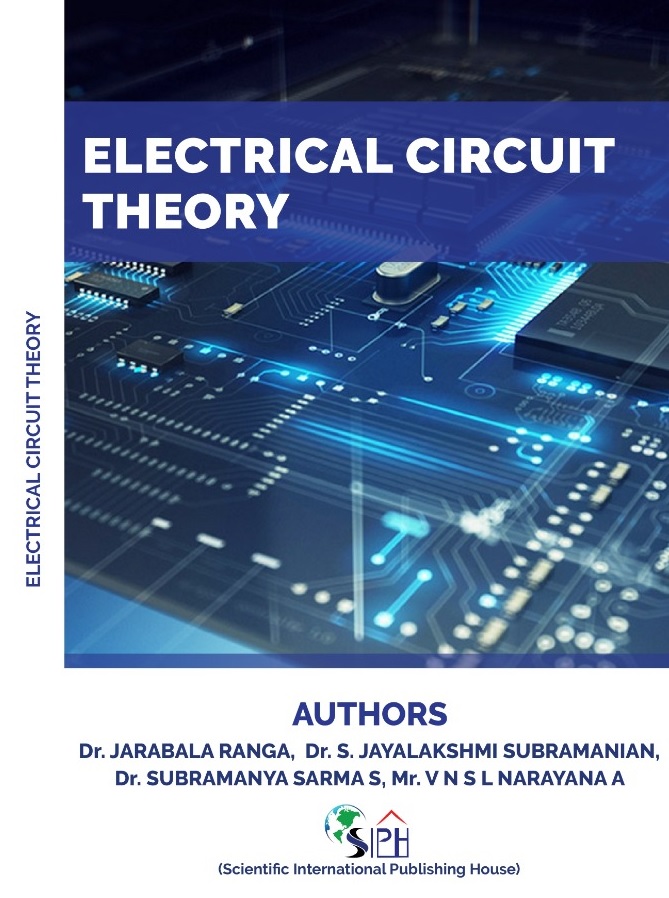 ELECTRICAL CIRCUIT
THEORY
ELECTRICAL CIRCUIT THEORY
AUTHORS
Dr. JARABALA RANGA, Dr. S. JAYALAKSHMI SUBRAMANIAN,
Dr. SUBRAMANYA SARMA S, Mr. V N S L NARAYANA A
SIPH
(Scientific International Publishing House)